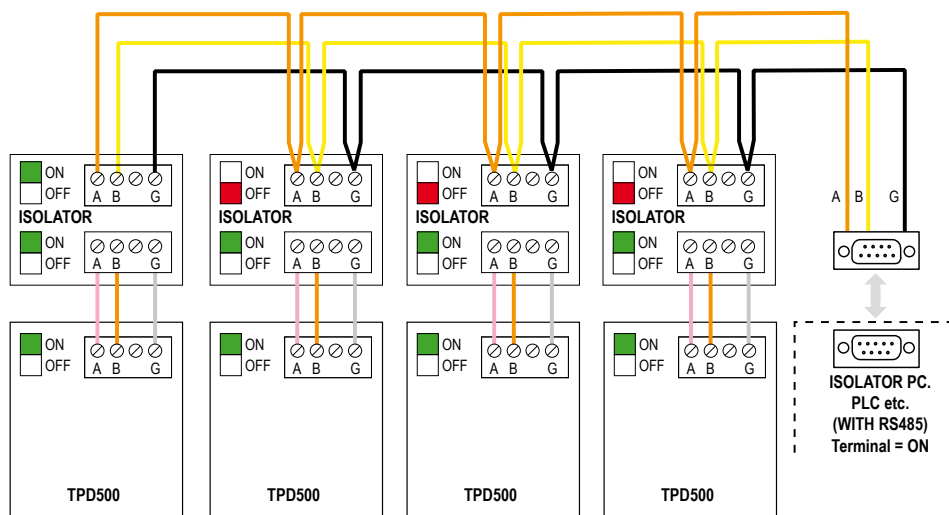 ON
OFF
A B G
ISOLATOR
ON
OFF
A B G
ON
OFF
A B G
TPD500
ON
OFF
A B G
ISOLATOR
ON
OFF
A B G
ON
OFF
A B G
TPD500
ON
OFF
A B G
ISOLATOR
ON
OFF
A B G
ON
OFF
A B G
TPD500
ON
OFF
A B G
ISOLATOR
ON
OFF
A B G
ON
OFF
A B G
TPD500
A B G
ISOLATOR PC.
PLC etc.
(WITH RS485)
Terminal = ON